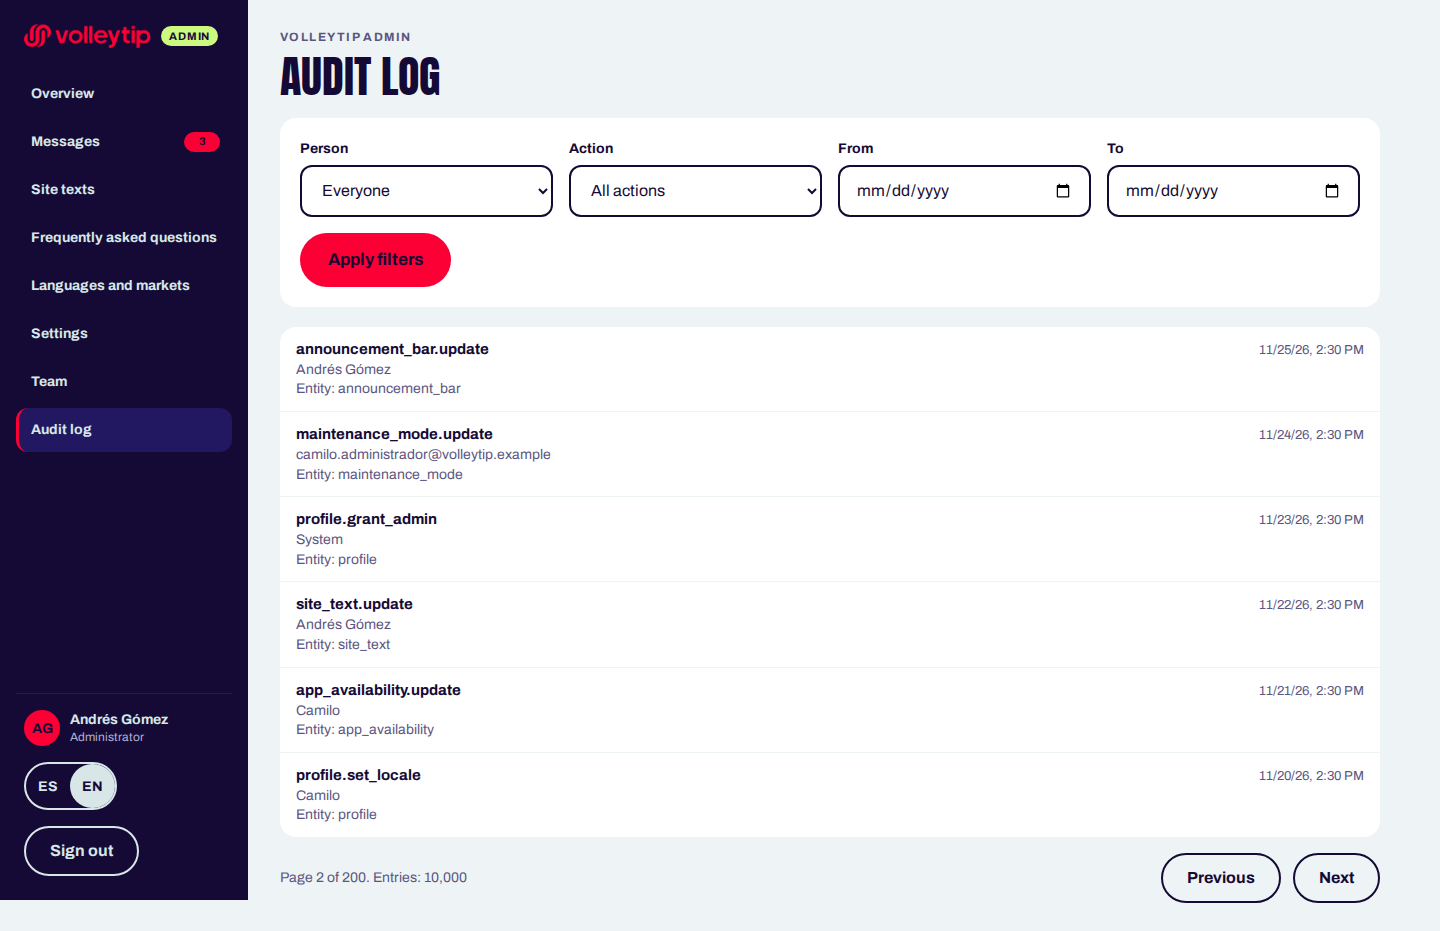 volleytip ADMIN
Overview
Messages 3
Site texts
Frequently asked questions
Languages and markets
Settings
Team
Audit log
AG Andrés Gómez
Administrator
ES EN
Sign out
VOLLEYTIP ADMIN
AUDIT LOG
Person Action From To
Everyone All actions mm/dd/yyyy mm/dd/yyyy
Apply filters
announcement_bar.update 11/25/26, 2:30 PM
Andrés Gómez
Entity: announcement_bar
maintenance_mode.update 11/24/26, 2:30 PM
camilo.administrador@volleytip.example
Entity: maintenance_mode
profile.grant_admin 11/23/26, 2:30 PM
System
Entity: profile
site_text.update 11/22/26, 2:30 PM
Andrés Gómez
Entity: site_text
app_availability.update 11/21/26, 2:30 PM
Camilo
Entity: app_availability
profile.set_locale 11/20/26, 2:30 PM
Camilo
Entity: profile
Page 2 of 200. Entries: 10,000 Previous Next